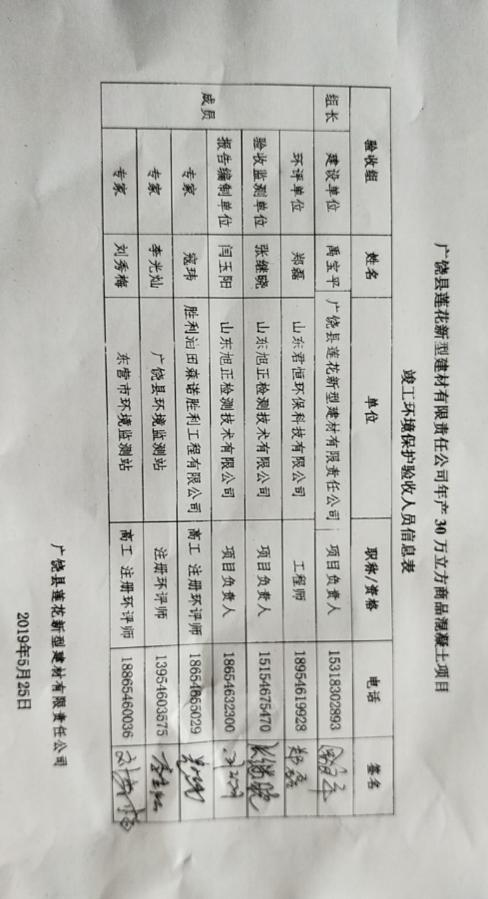 广饶县莲花新型建材有限责任公司年产30万立方商品混凝土项目
竣工环境保护验收人员信息表
验收组 姓名 单位 职称/资格 电话 签名
组长 建设单位 禹宝平 广饶县莲花新型建材有限责任公司 项目负责人 15318302893
成员 环评单位 郑磊 山东君恒环保科技有限公司 工程师 18954619928 郑磊
验收监测单位 张继晓 山东旭正检测技术有限公司 项目负责人 15154675470 张继晓
报告编制单位 闫玉阳 山东旭正检测技术有限公司 项目负责人 18654632300
专家 寇玮 胜利油田森诺胜利工程有限公司 高工 注册环评师 18654655029
专家 李光灿 广饶县环境监测站 注册环评师 13954603575
专家 刘秀梅 东营市环境监测站 高工 注册环评师 18865460036
广饶县莲花新型建材有限责任公司
2019年5月25日